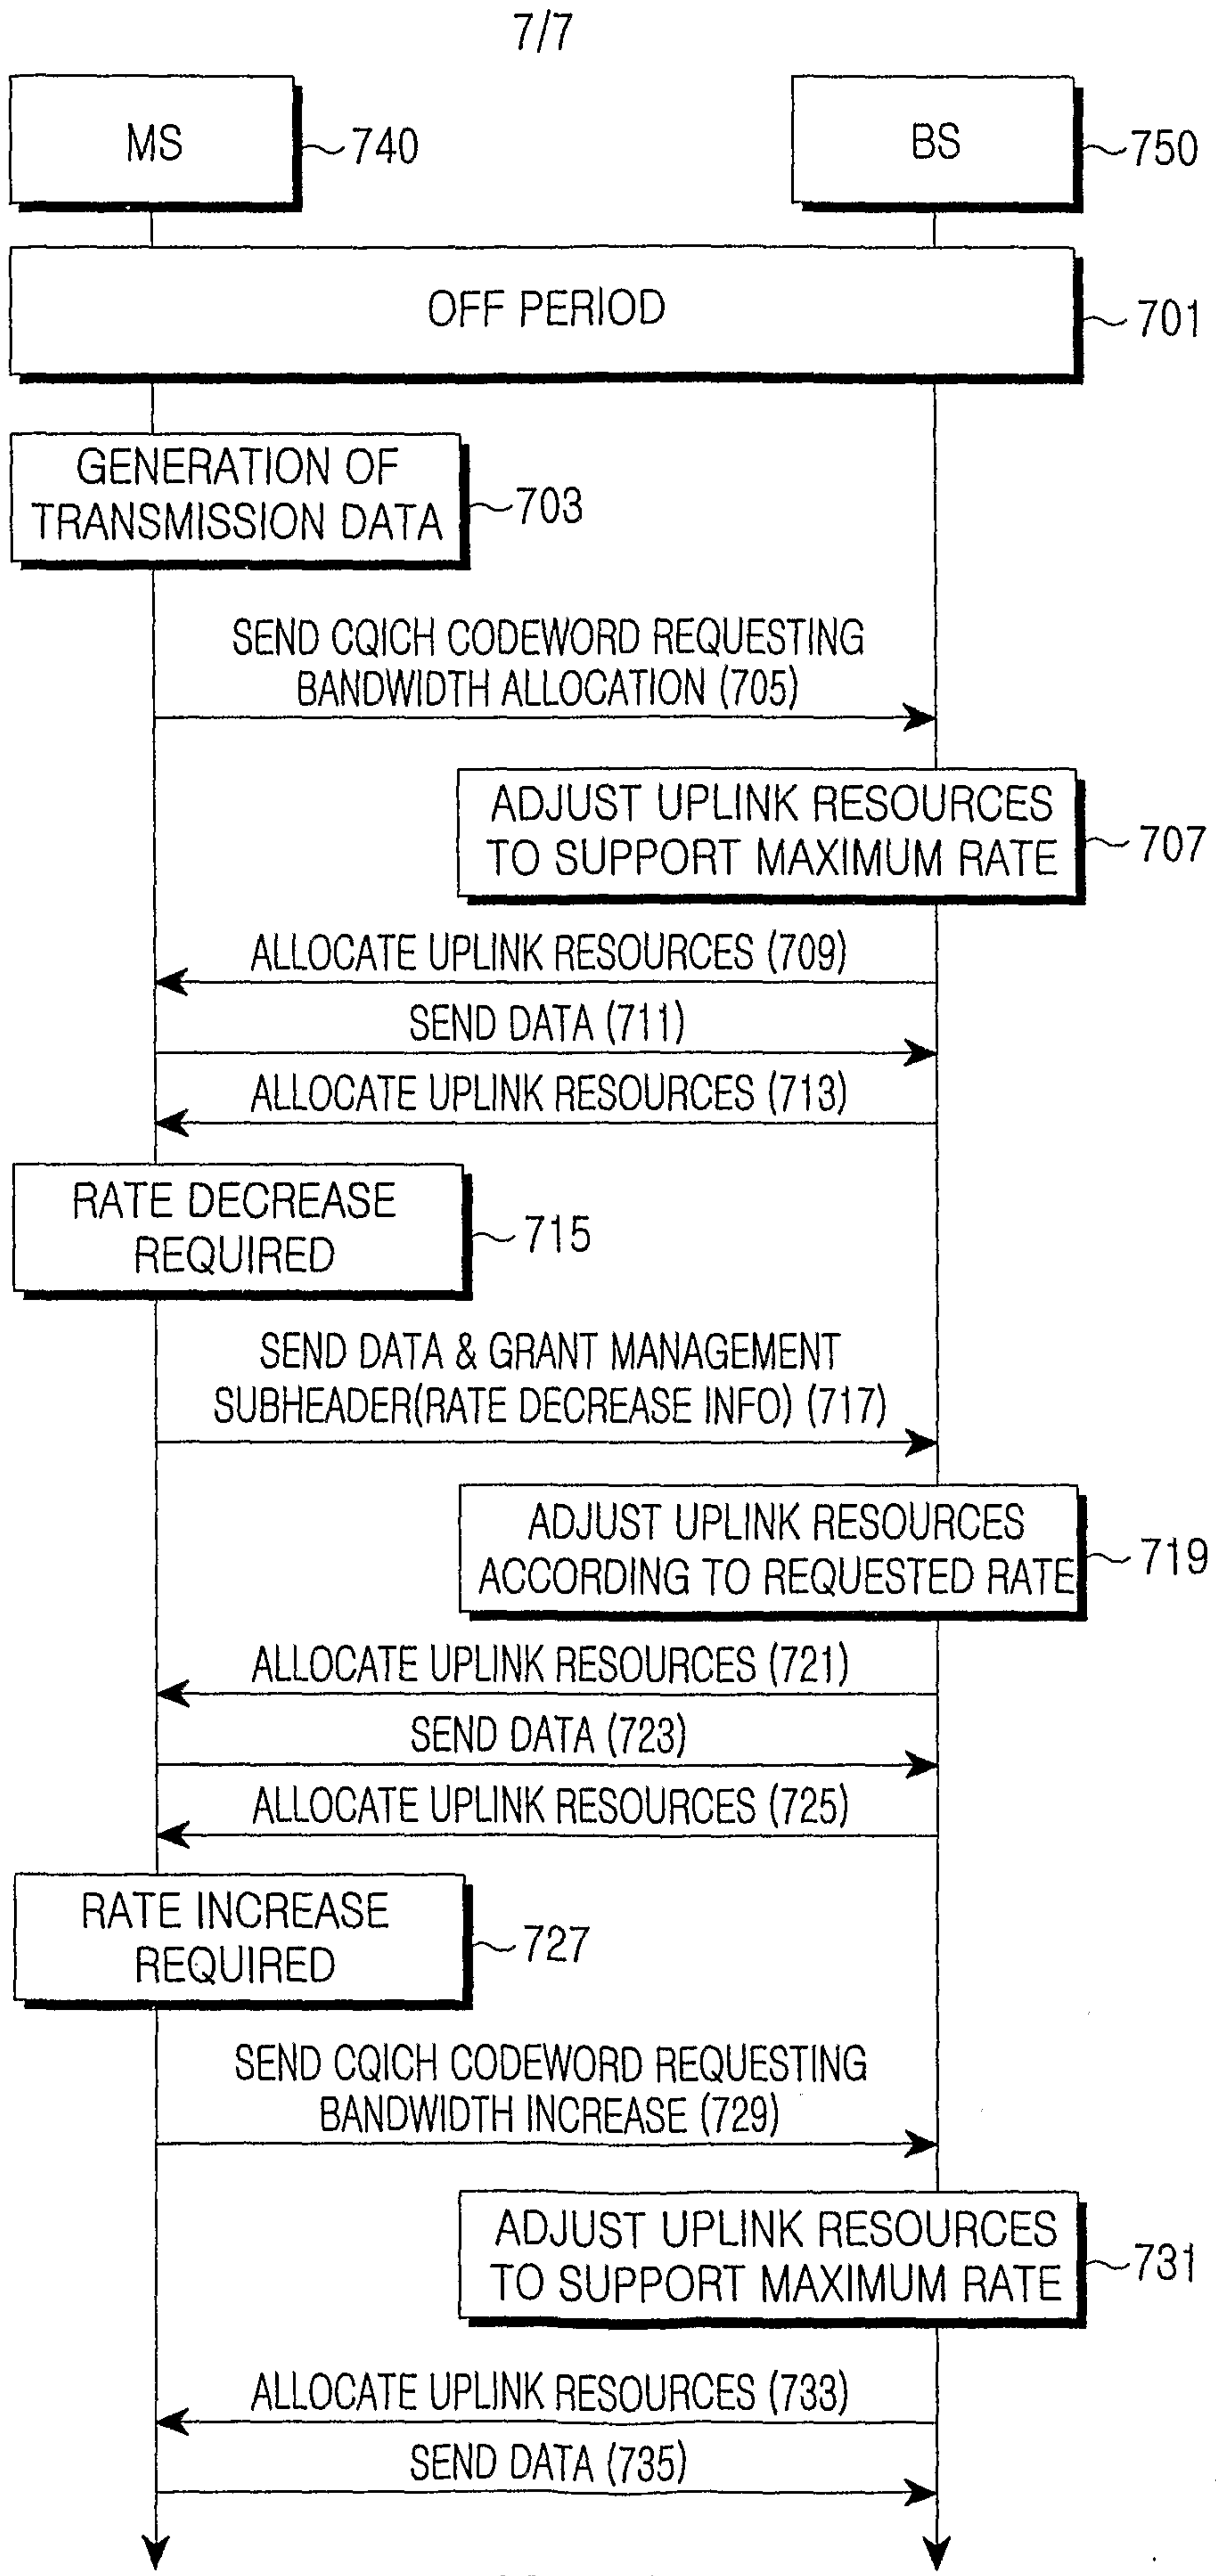 7/7
MS
740
BS
750
OFF PERIOD
701
GENERATION OF
TRANSMISSION DATA
703
SEND CQICH CODEWORD REQUESTING
BANDWIDTH ALLOCATION (705)
ADJUST UPLINK RESOURCES
TO SUPPORT MAXIMUM RATE
707
ALLOCATE UPLINK RESOURCES (709)
SEND DATA (711)
ALLOCATE UPLINK RESOURCES (713)
RATE DECREASE
REQUIRED
715
SEND DATA & GRANT MANAGEMENT
SUBHEADER(RATE DECREASE INFO) (717)
ADJUST UPLINK RESOURCES
ACCORDING TO REQUESTED RATE
719
ALLOCATE UPLINK RESOURCES (721)
SEND DATA (723)
ALLOCATE UPLINK RESOURCES (725)
RATE INCREASE
REQUIRED
727
SEND CQICH CODEWORD REQUESTING
BANDWIDTH INCREASE (729)
ADJUST UPLINK RESOURCES
TO SUPPORT MAXIMUM RATE
731
ALLOCATE UPLINK RESOURCES (733)
SEND DATA (735)